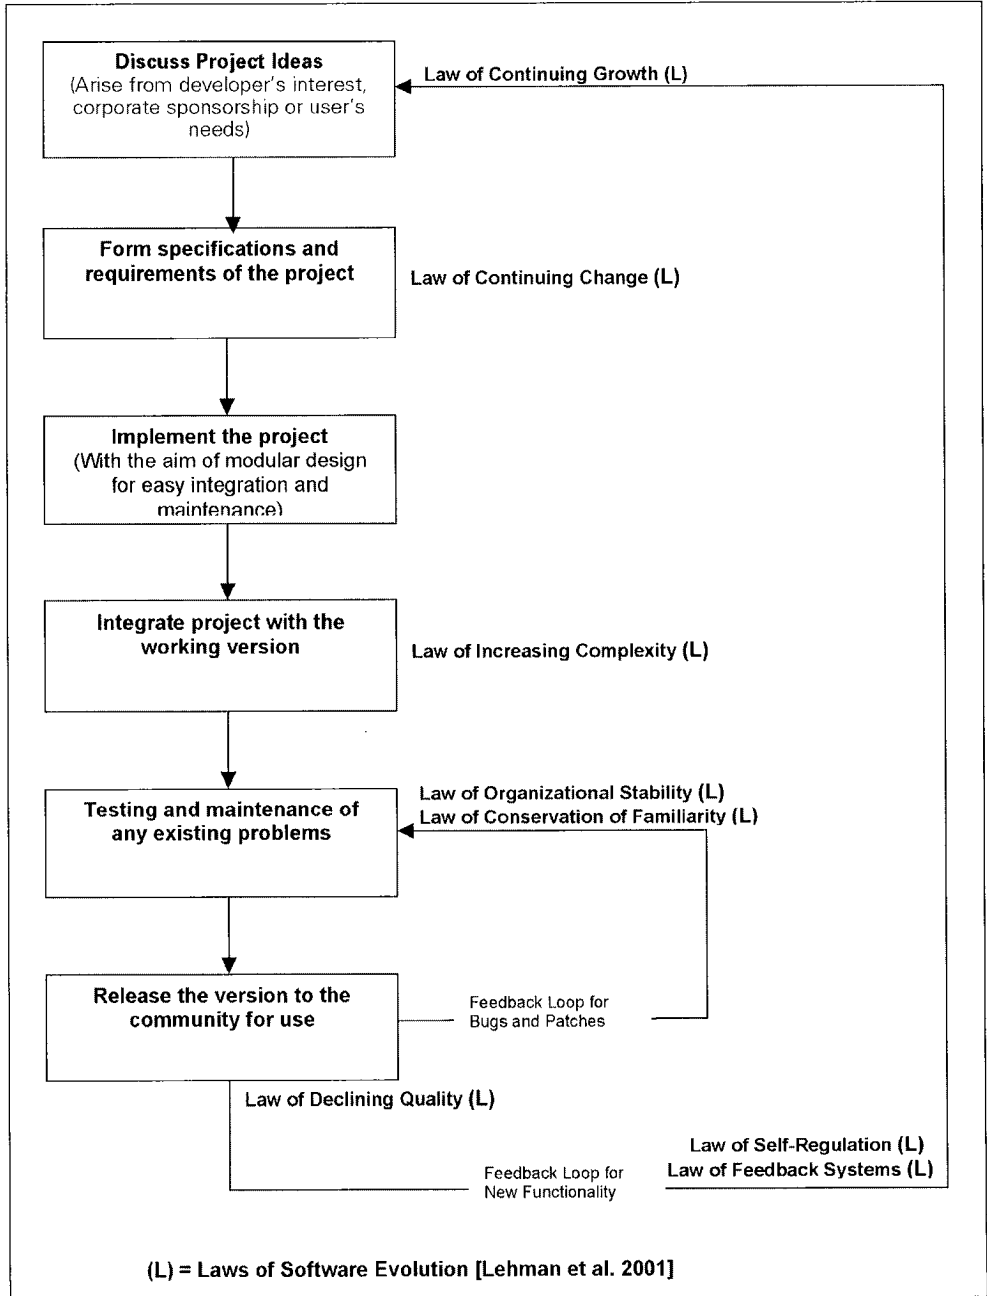 Discuss Project Ideas
(Arise from developer's interest,
corporate sponsorship or user's
needs)
Law of Continuing Growth (L)
Form specifications and
requirements of the project
Law of Continuing Change (L)
Implement the project
(With the aim of modular design
for easy integration and
maintenance)
Integrate project with the
working version
Law of Increasing Complexity (L)
Testing and maintenance of
any existing problems
Law of Organizational Stability (L)
Law of Conservation of Familiarity (L)
Release the version to the
community for use
Feedback Loop for
Bugs and Patches
Law of Declining Quality (L)
Law of Self-Regulation (L)
Law of Feedback Systems (L)
Feedback Loop for
New Functionality
(L) = Laws of Software Evolution [Lehman et al. 2001]